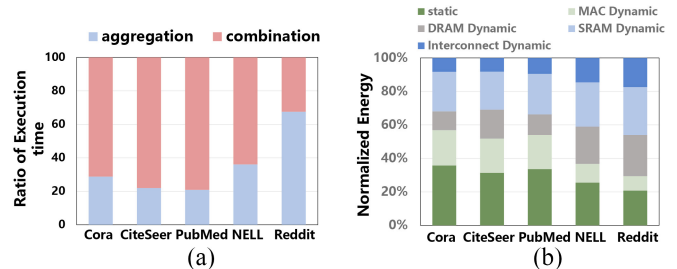 aggregation combination
Ratio of Execution
time
100
80
60
40
20
0
Cora CiteSeer PubMed NELL Reddit
(a)
static MAC Dynamic
DRAM Dynamic SRAM Dynamic
Interconnect Dynamic
Normalized Energy
100%
80%
60%
40%
20%
0%
Cora CiteSeer PubMed NELL Reddit
(b)